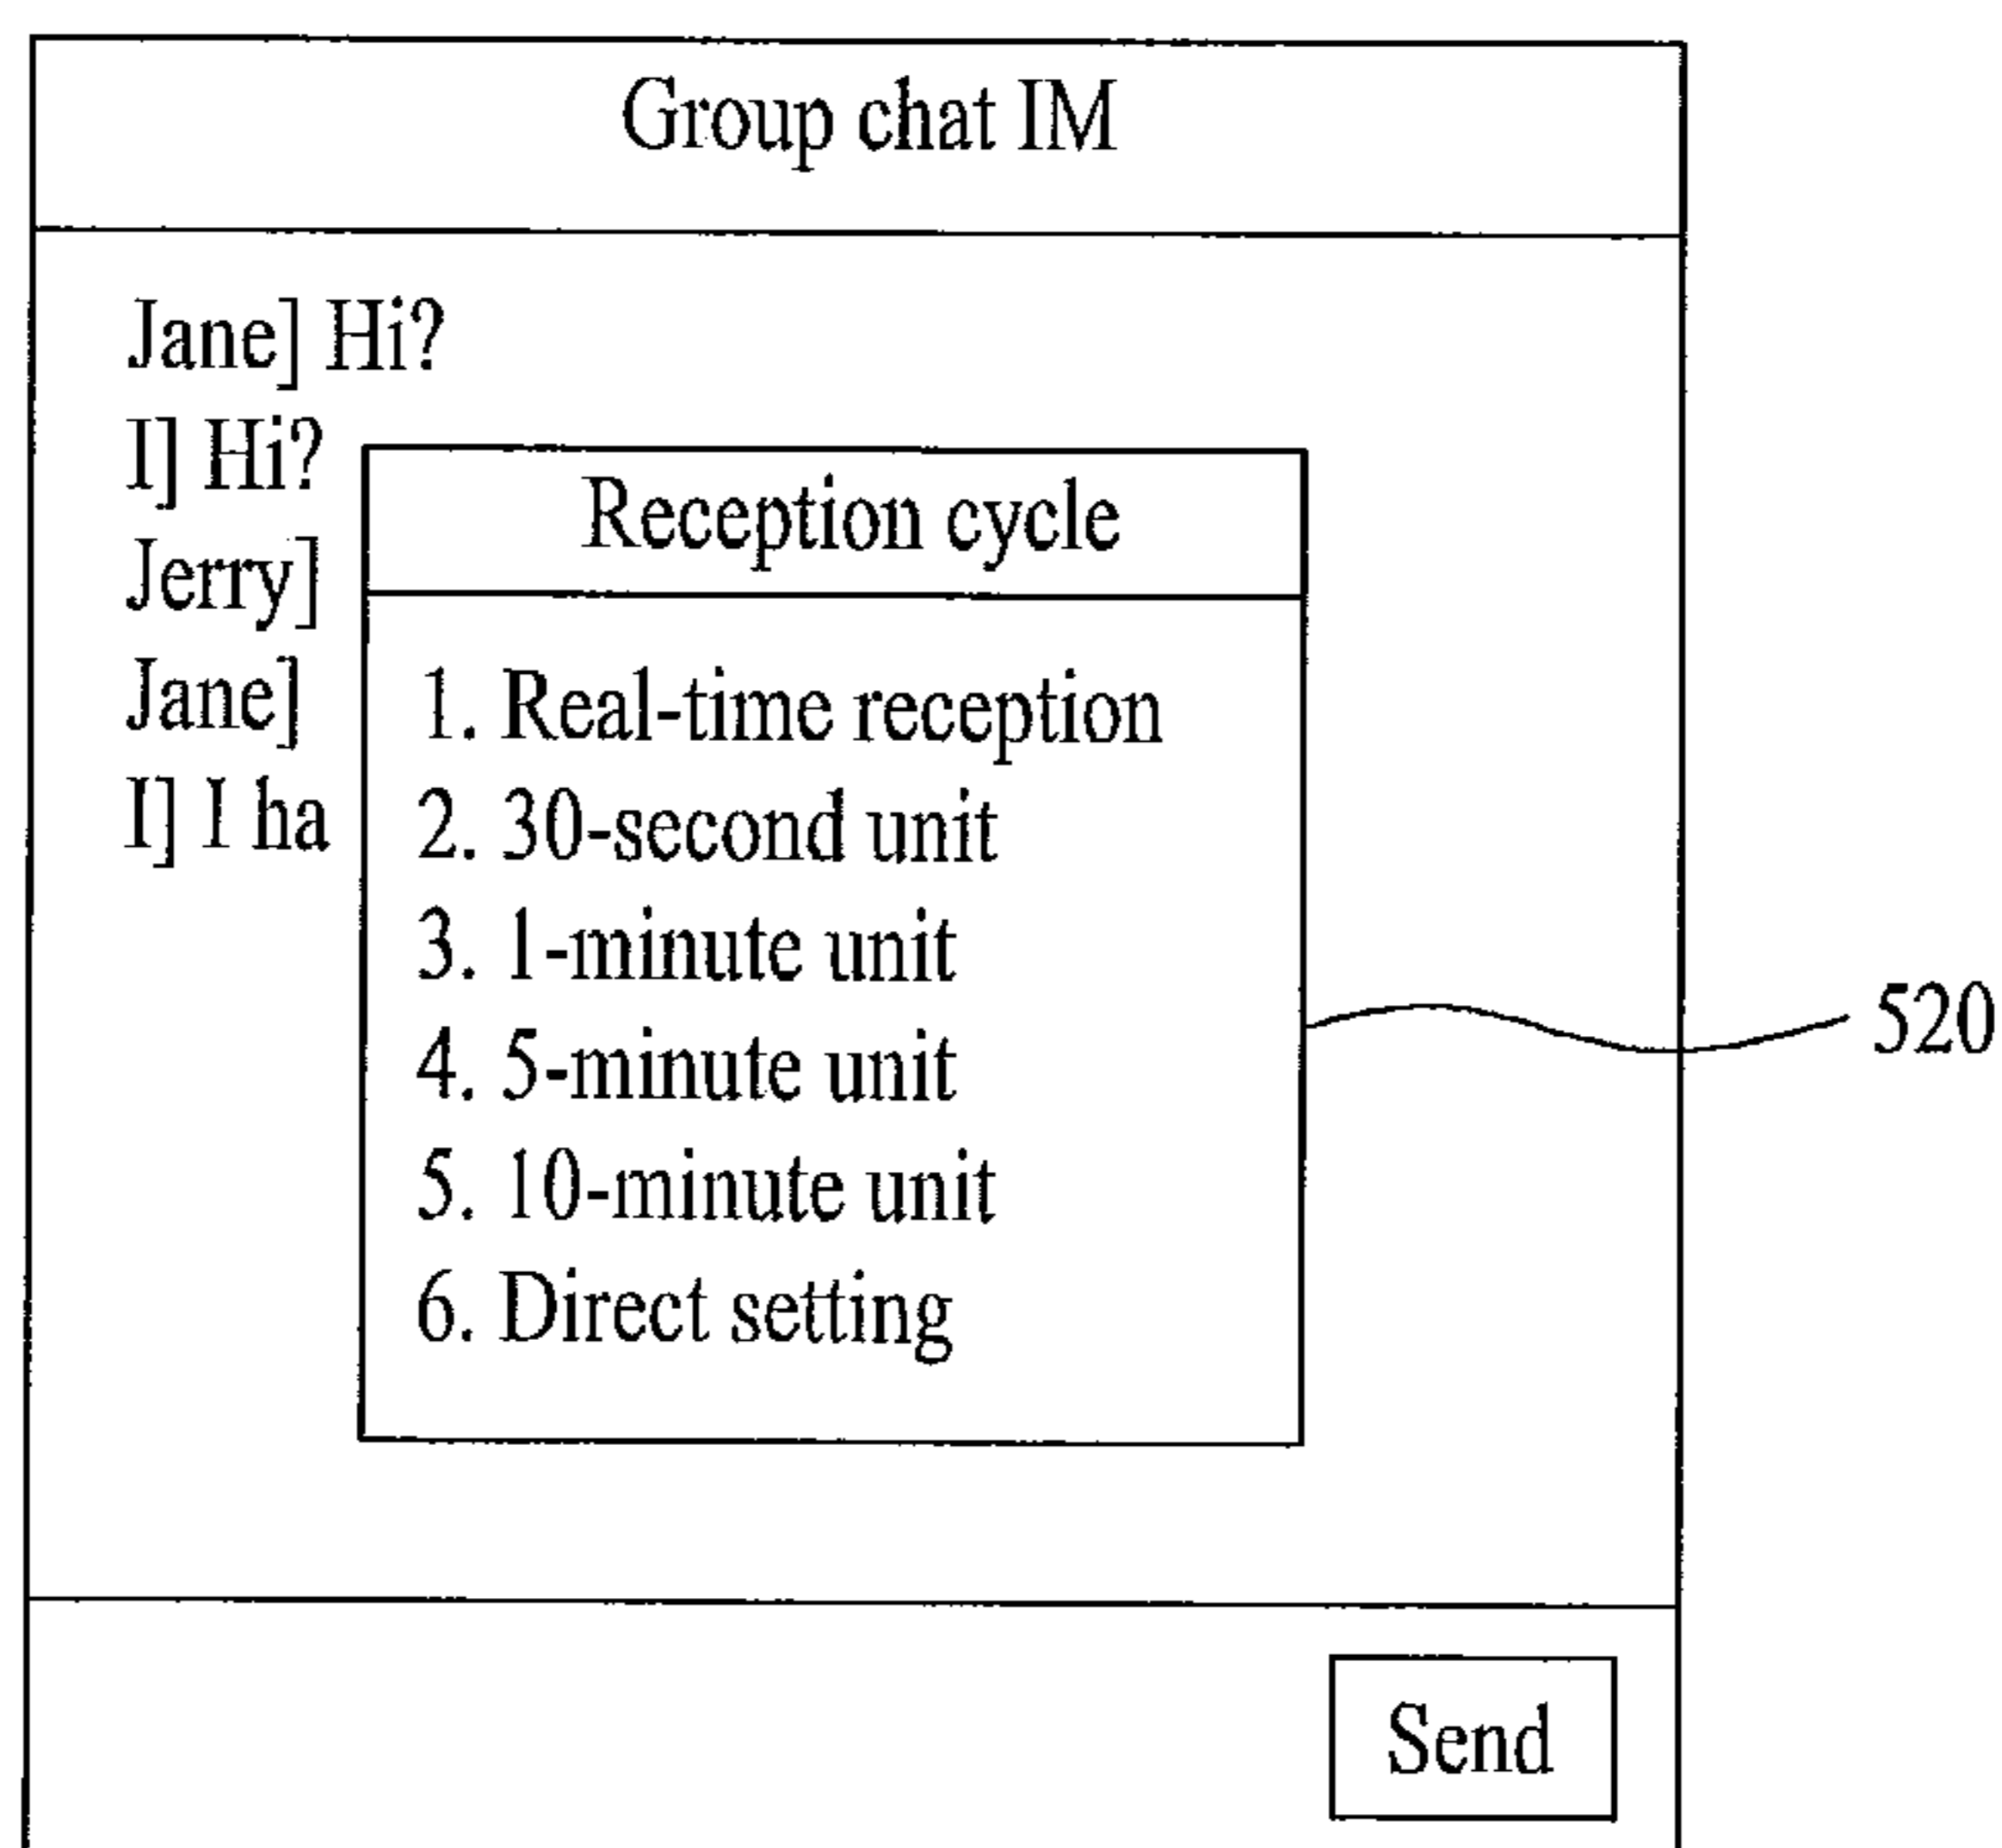 Group chat IM
Jane] Hi?
I] Hi?
Jerry]
Jane]
I] I ha
Reception cycle
1. Real-time reception
2. 30-second unit
3. 1-minute unit
4. 5-minute unit
5. 10-minute unit
6. Direct setting
520
Send